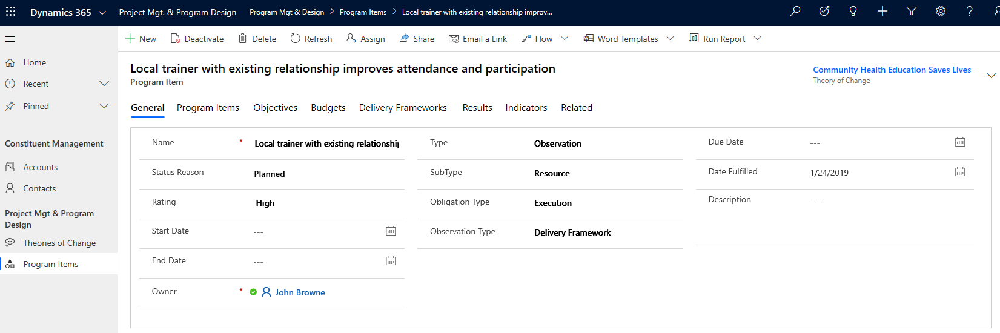 Dynamics 365 Project Mgt. & Program Design Program Mgt & Design Program Items Local trainer with existing relationship improv...
New Deactivate Delete Refresh Assign Share Email a Link Flow Word Templates Run Report
Home
Recent
Pinned
Constituent Management
Accounts
Contacts
Project Mgt & Program
Design
Theories of Change
Program Items
Local trainer with existing relationship improves attendance and participation
Program Item
Community Health Education Saves Lives
Theory of Change
General Program Items Objectives Budgets Delivery Frameworks Results Indicators Related
Name * Local trainer with existing relationship
Status Reason Planned
Rating High
Start Date ---
End Date ---
Owner * John Browne
Type Observation
SubType Resource
Obligation Type Execution
Observation Type Delivery Framework
Due Date ---
Date Fulfilled 1/24/2019
Description ---